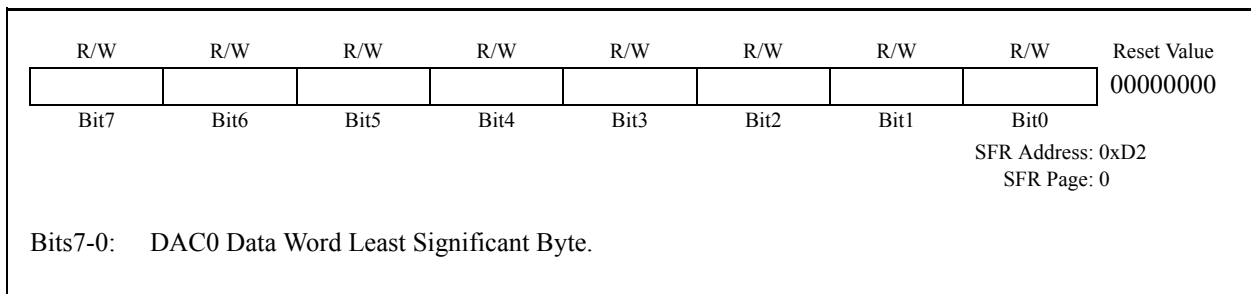 R/W R/W R/W R/W R/W R/W R/W R/W Reset Value
00000000
Bit7 Bit6 Bit5 Bit4 Bit3 Bit2 Bit1 Bit0
SFR Address: 0xD2
SFR Page: 0
Bits7-0: DAC0 Data Word Least Significant Byte.